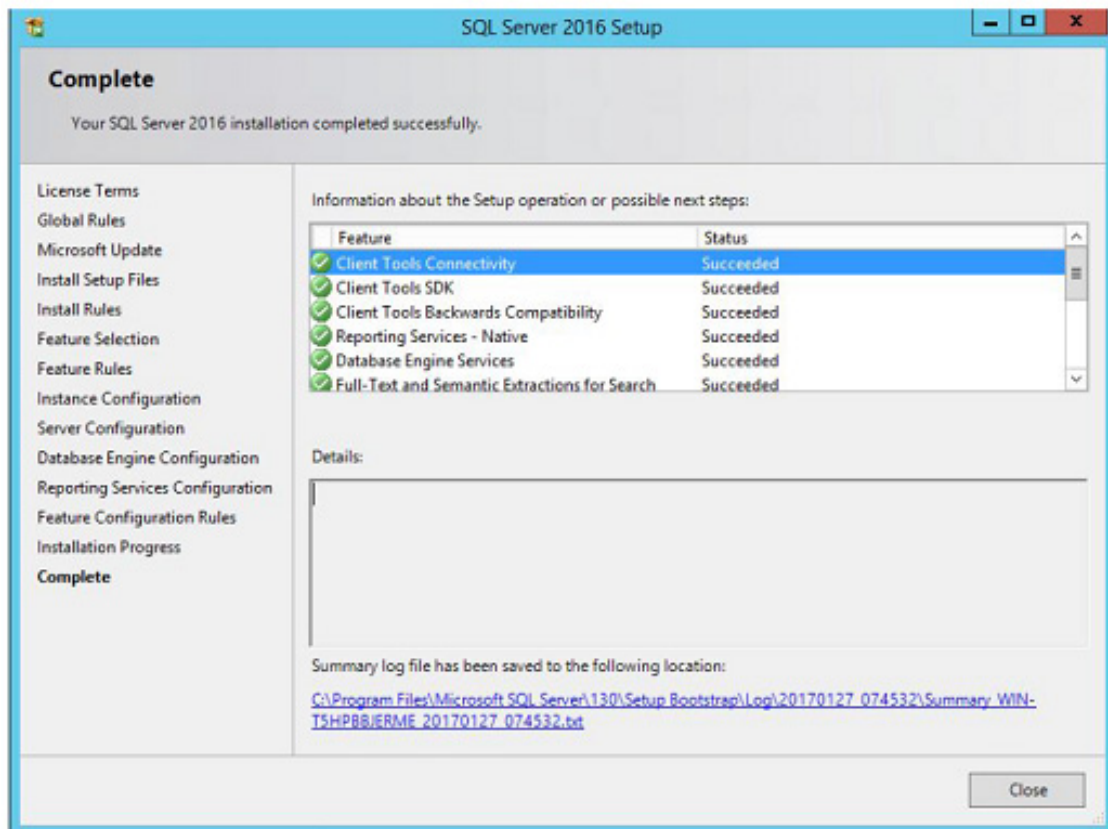 SQL Server 2016 Setup
Complete
Your SQL Server 2016 installation completed successfully.
License Terms
Global Rules
Microsoft Update
Install Setup Files
Install Rules
Feature Selection
Feature Rules
Instance Configuration
Server Configuration
Database Engine Configuration
Reporting Services Configuration
Feature Configuration Rules
Installation Progress
Complete
Information about the Setup operation or possible next steps:
Feature Status
Client Tools Connectivity Succeeded
Client Tools SDK Succeeded
Client Tools Backwards Compatibility Succeeded
Reporting Services - Native Succeeded
Database Engine Services Succeeded
Full-Text and Semantic Extractions for Search Succeeded
Details:
Summary log file has been saved to the following location:
C:\Program Files\Microsoft SQL Server\130\Setup Bootstrap\Log\20170127_074532\Summary_WIN-
T5HPBBJERME_20170127_074532.txt
Close